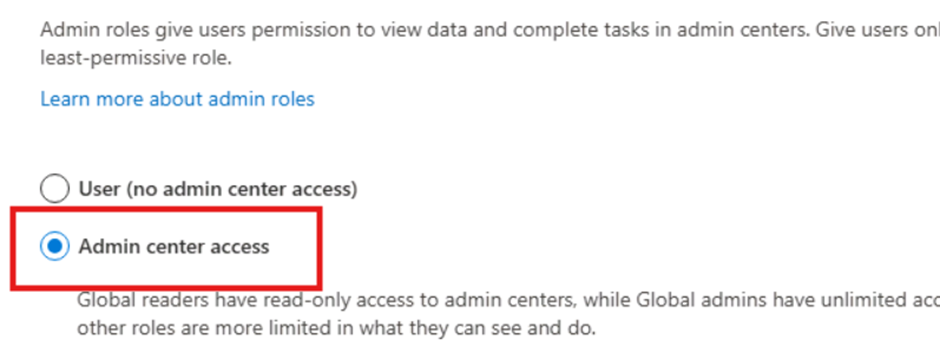 Admin roles give users permission to view data and complete tasks in admin centers. Give users
least-permissive role.
Learn more about admin roles
User (no admin center access)
Admin center access
Global readers have read-only access to admin centers, while Global admins have unlimited
other roles are more limited in what they can see and do.